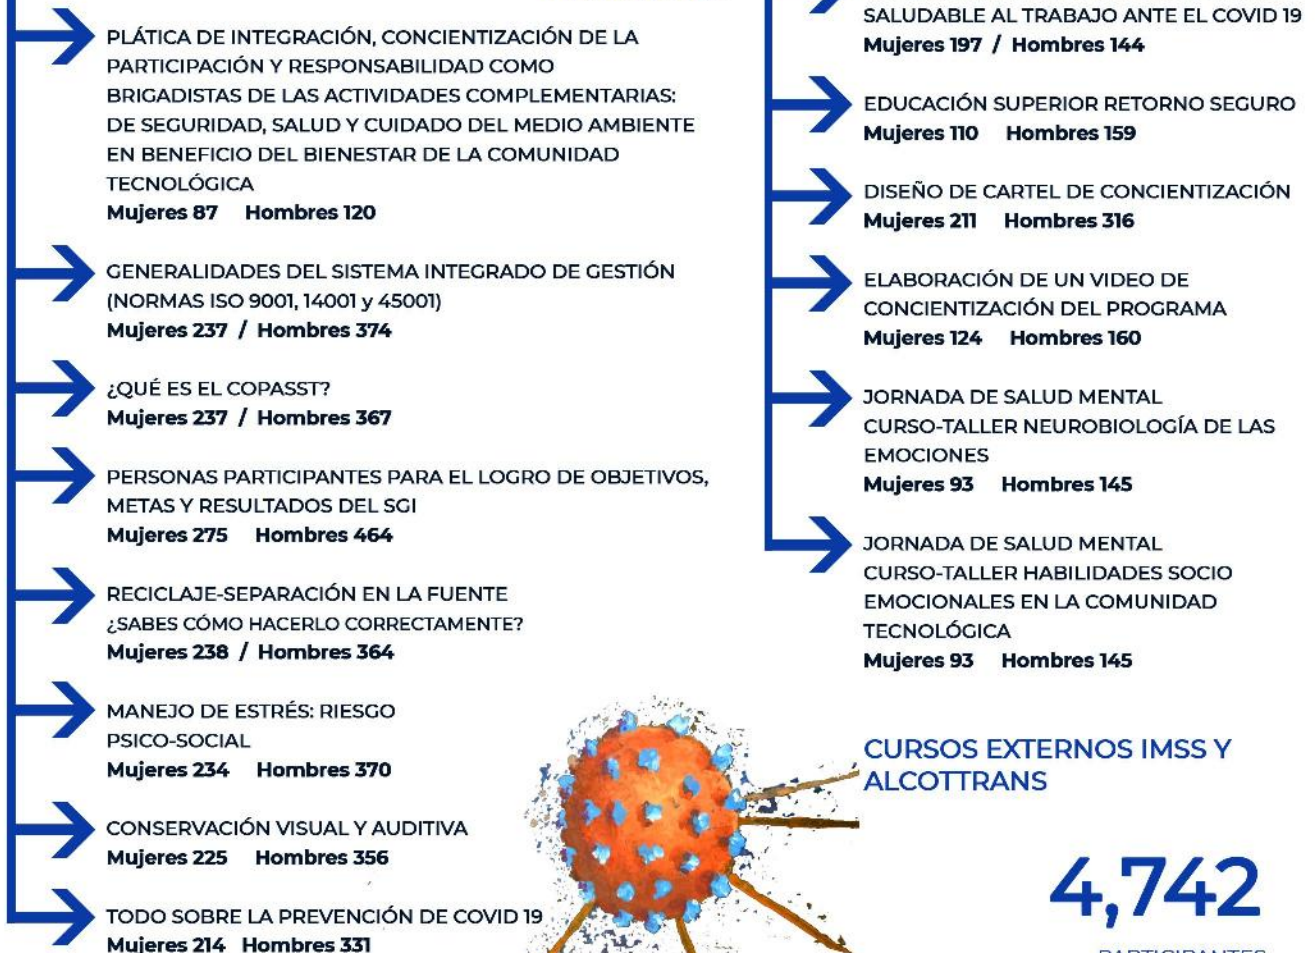 PLÁTICA DE INTEGRACIÓN, CONCIENTIZACIÓN DE LA
PARTICIPACIÓN Y RESPONSABILIDAD COMO
BRIGADISTAS DE LAS ACTIVIDADES COMPLEMENTARIAS:
DE SEGURIDAD, SALUD Y CUIDADO DEL MEDIO AMBIENTE
EN BENEFICIO DEL BIENESTAR DE LA COMUNIDAD
TECNOLÓGICA
Mujeres 87 Hombres 120
GENERALIDADES DEL SISTEMA INTEGRADO DE GESTIÓN
(NORMAS ISO 9001, 14001 y 45001)
Mujeres 237 / Hombres 374
¿QUÉ ES EL COPASST?
Mujeres 237 / Hombres 367
PERSONAS PARTICIPANTES PARA EL LOGRO DE OBJETIVOS,
METAS Y RESULTADOS DEL SGI
Mujeres 275 Hombres 464
RECICLAJE-SEPARACIÓN EN LA FUENTE
¿SABES CÓMO HACERLO CORRECTAMENTE?
Mujeres 238 / Hombres 364
MANEJO DE ESTRÉS: RIESGO
PSICO-SOCIAL
Mujeres 234 Hombres 370
CONSERVACIÓN VISUAL Y AUDITIVA
Mujeres 225 Hombres 356
TODO SOBRE LA PREVENCIÓN DE COVID 19
Mujeres 214 Hombres 331
SALUDABLE AL TRABAJO ANTE EL COVID 19
Mujeres 197 / Hombres 144
EDUCACIÓN SUPERIOR RETORNO SEGURO
Mujeres 110 Hombres 159
DISEÑO DE CARTEL DE CONCIENTIZACIÓN
Mujeres 211 Hombres 316
ELABORACIÓN DE UN VIDEO DE
CONCIENTIZACIÓN DEL PROGRAMA
Mujeres 124 Hombres 160
JORNADA DE SALUD MENTAL
CURSO-TALLER NEUROBIOLOGÍA DE LAS
EMOCIONES
Mujeres 93 Hombres 145
JORNADA DE SALUD MENTAL
CURSO-TALLER HABILIDADES SOCIO
EMOCIONALES EN LA COMUNIDAD
TECNOLÓGICA
Mujeres 93 Hombres 145
CURSOS EXTERNOS IMSS Y
ALCOTTRANS
4,742
PARTICIPANTES